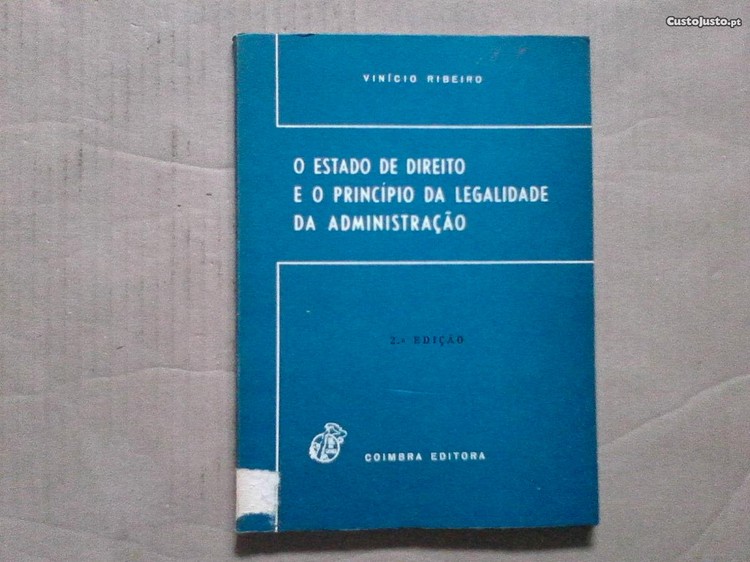 CustoJusto.pt
VINÍCIO RIBEIRO
O ESTADO DE DIREITO
E O PRINCÍPIO DA LEGALIDADE
DA ADMINISTRAÇÃO
2.ª EDIÇÃO
COIMBRA EDITORA